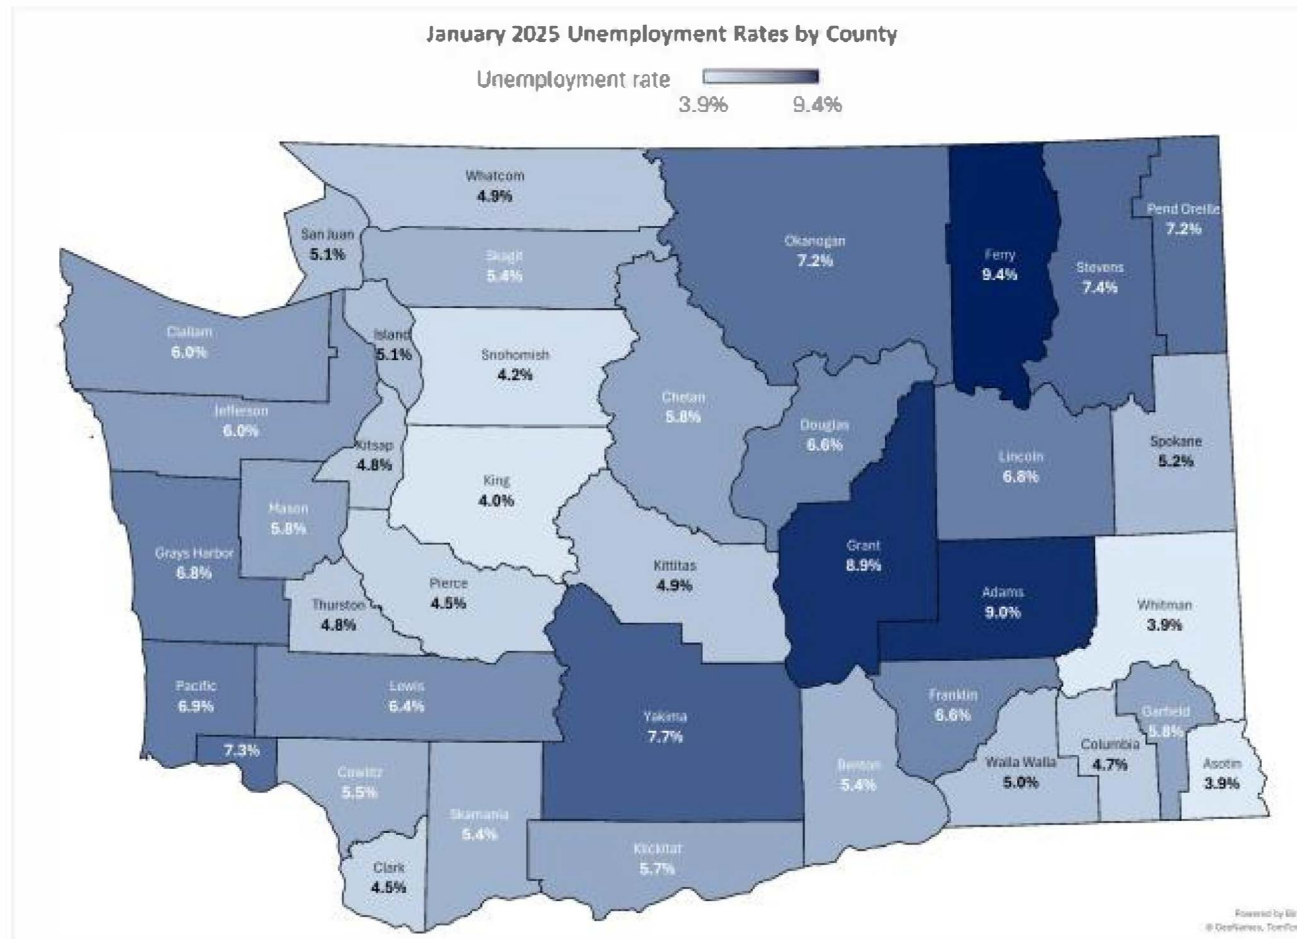 January 2025 Unemployment Rates by County
Unemployment rate
3.9% 9.4%
Whatcom
4.9%
San Juan
5.1%
Skagit
5.4%
Okanogan
7.2%
Ferry
9.4%
Stevens
7.4%
Pend Oreille
7.2%
Clallam
6.0%
Island
5.1%
Snohomish
4.2%
Jefferson
6.0%
Chelan
5.8%
Douglas
6.6%
Kitsap
4.8%
King
4.0%
Lincoln
6.8%
Spokane
5.2%
Mason
5.8%
Grays Harbor
6.8%
Grant
8.9%
Kittitas
4.9%
Pierce
4.5%
Thurston
4.8%
Adams
9.0%
Whitman
3.9%
Pacific
6.9%
Lewis
6.4%
Yakima
7.7%
Franklin
6.6%
Garfield
5.8%
7.3%
Cowlitz
5.5%
Skamania
5.4%
Benton
5.4%
Walla Walla
5.0%
Columbia
4.7%
Asotin
3.9%
Clark
4.5%
Klickitat
5.7%
Powered by
© GeoNames,